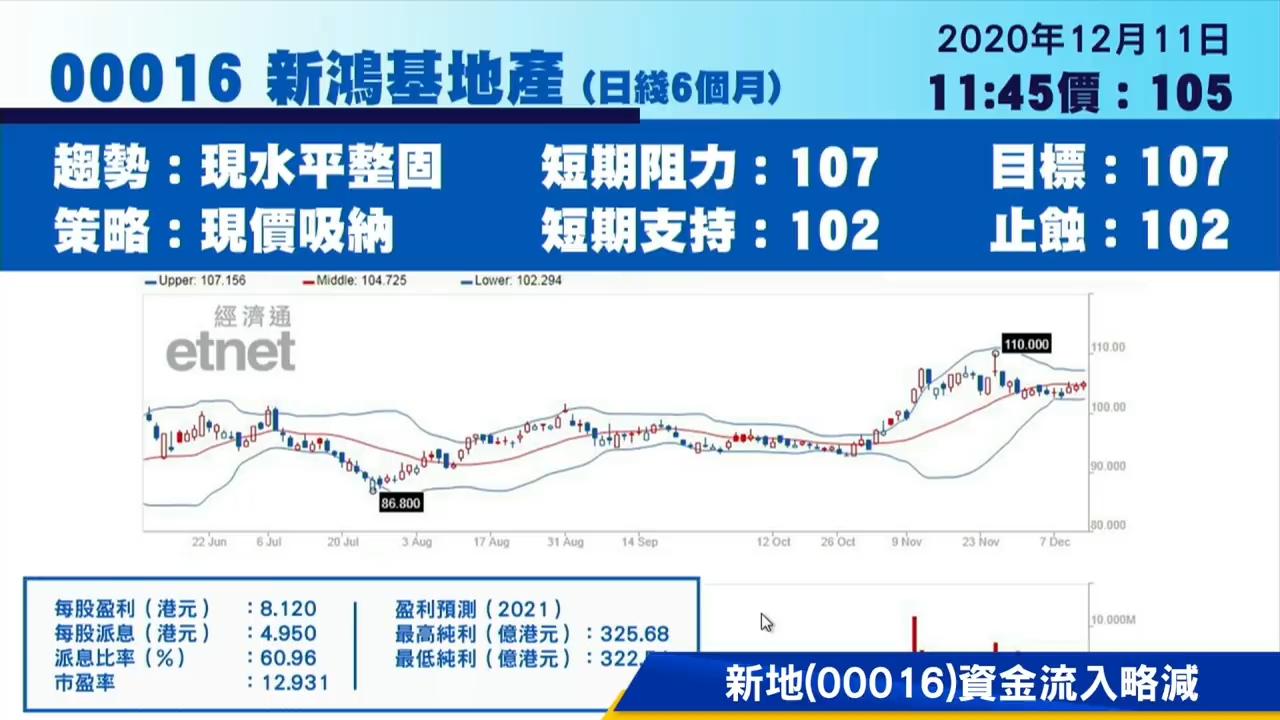 00016 新鴻基地產 (日綫6個月)
2020年12月11日
11:45價：105
趨勢：現水平整固
短期阻力：107
目標：107
策略：現價吸納
短期支持：102
止蝕：102
Upper: 107.156 Middle: 104.725 Lower: 102.294
經濟通
etnet
110.000
110.00
100.00
90.000
80.000
86.800
22 Jun 6 Jul 20 Jul 3 Aug 17 Aug 31 Aug 14 Sep 12 Oct 26 Oct 9 Nov 23 Nov 7 Dec
10.000M
每股盈利（港元）：8.120
每股派息（港元）：4.950
派息比率（%）：60.96
市盈率：12.931
盈利預測（2021）
最高純利（億港元）：325.68
最低純利（億港元）：322.
新地(00016)資金流入略減